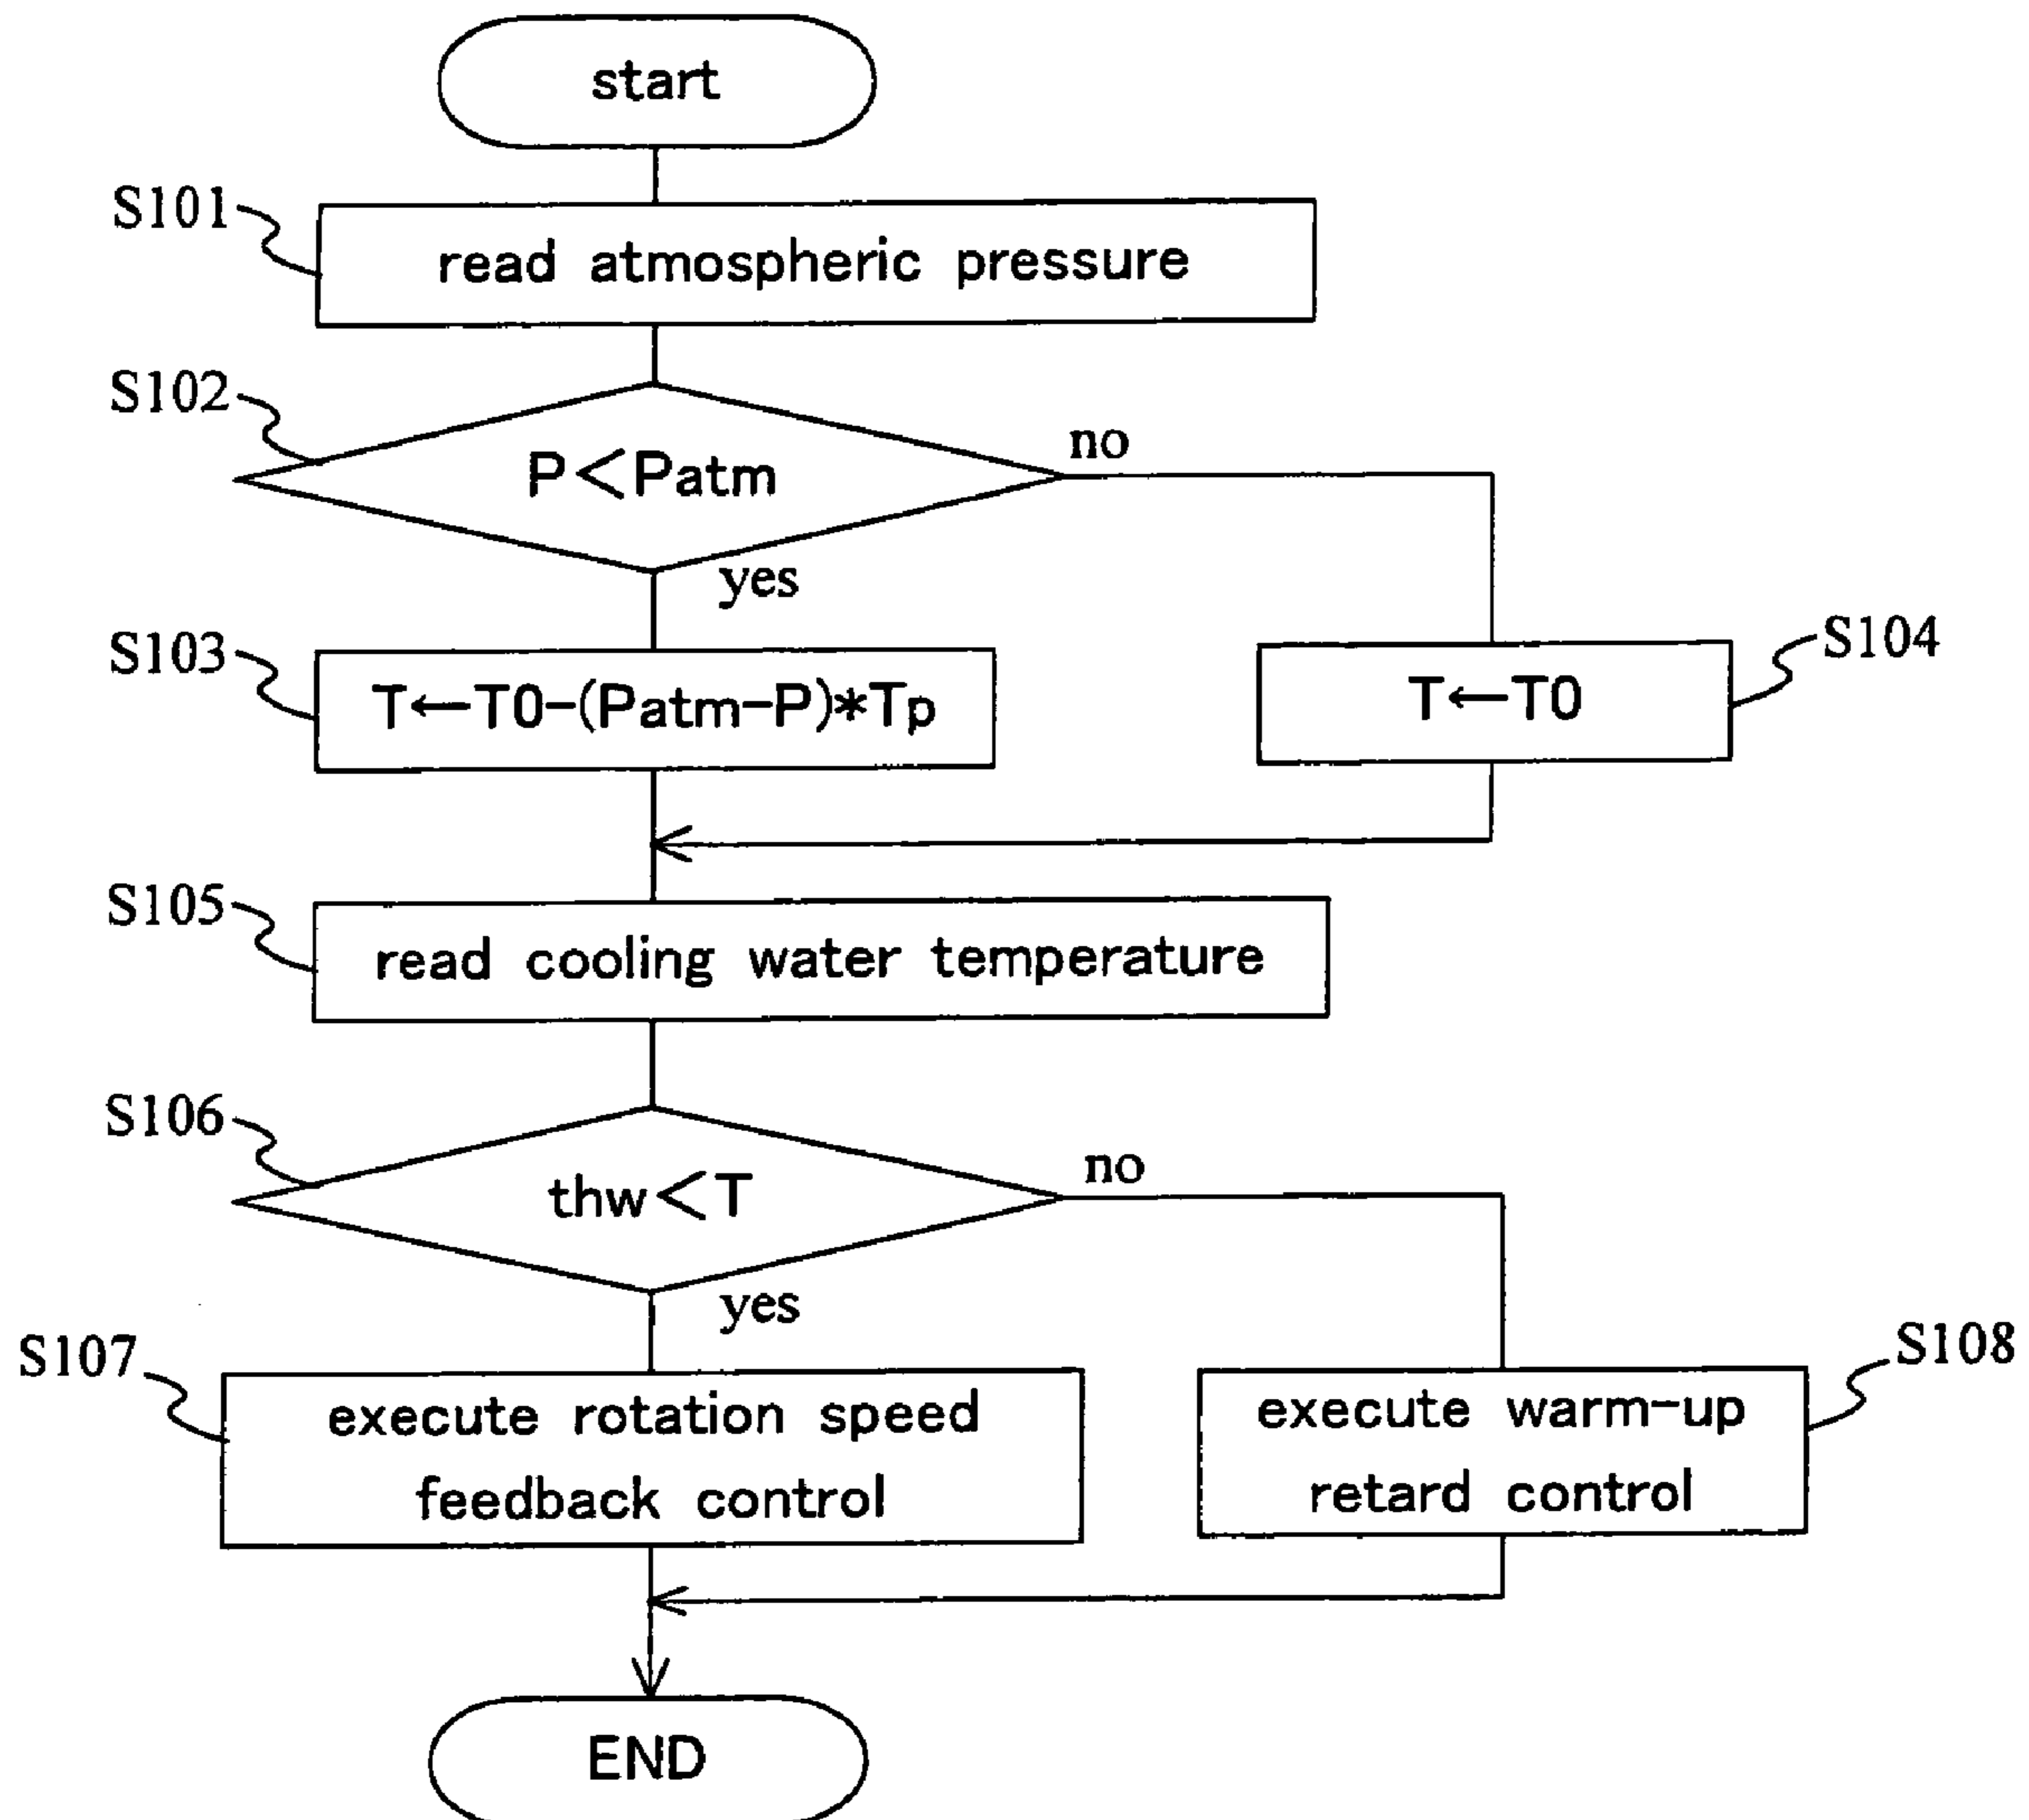 start
S101
read atmospheric pressure
S102
P<Patm
no
yes
S103
T←T0-(Patm-P)*Tp
S104
T←T0
S105
read cooling water temperature
S106
thw<T
no
yes
S107
execute rotation speed
feedback control
S108
execute warm-up
retard control
END